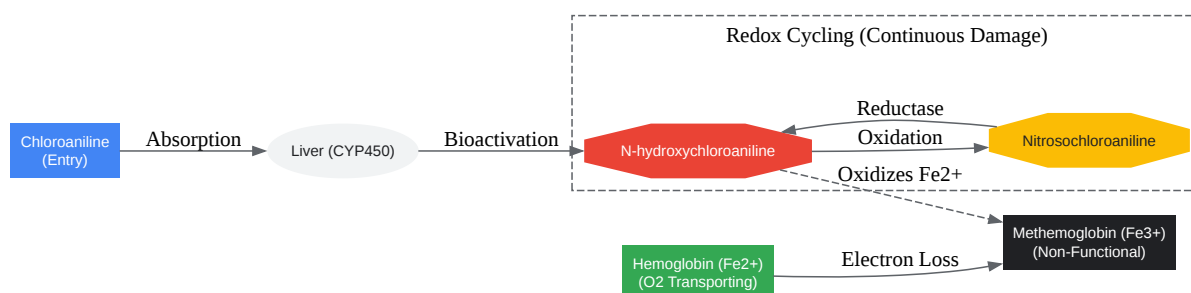 Redox Cycling (Continuous Damage)
Chloroaniline
(Entry)
Absorption
Liver (CYP450)
Bioactivation
N-hydroxychloroaniline
Reductase
Oxidation
Nitrosochloroaniline
Oxidizes Fe2+
Methemoglobin (Fe3+)
(Non-Functional)
Hemoglobin (Fe2+)
(O2 Transporting)
Electron Loss